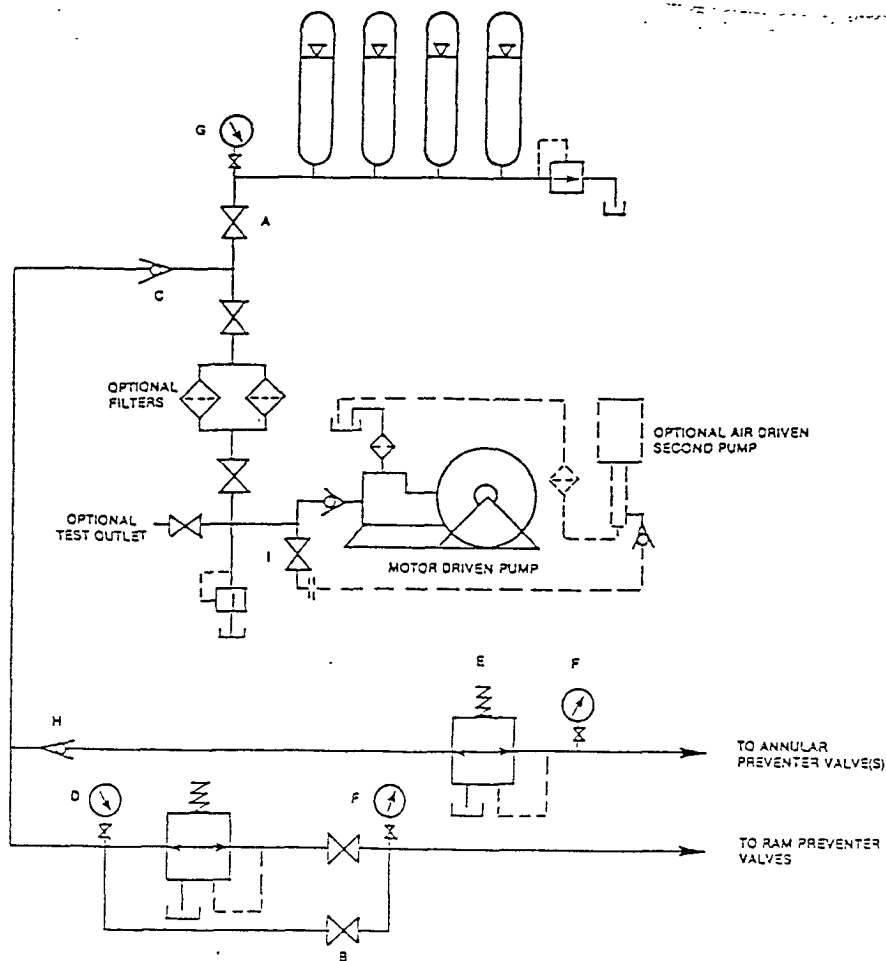 G
A
C
OPTIONAL
FILTERS
OPTIONAL AIR DRIVEN
SECOND PUMP
OPTIONAL
TEST OUTLET
I
MOTOR DRIVEN PUMP
E
F
H
TO ANNULAR
PREVENTER VALVE(S)
D
F
TO RAM PREVENTER
VALVES
B